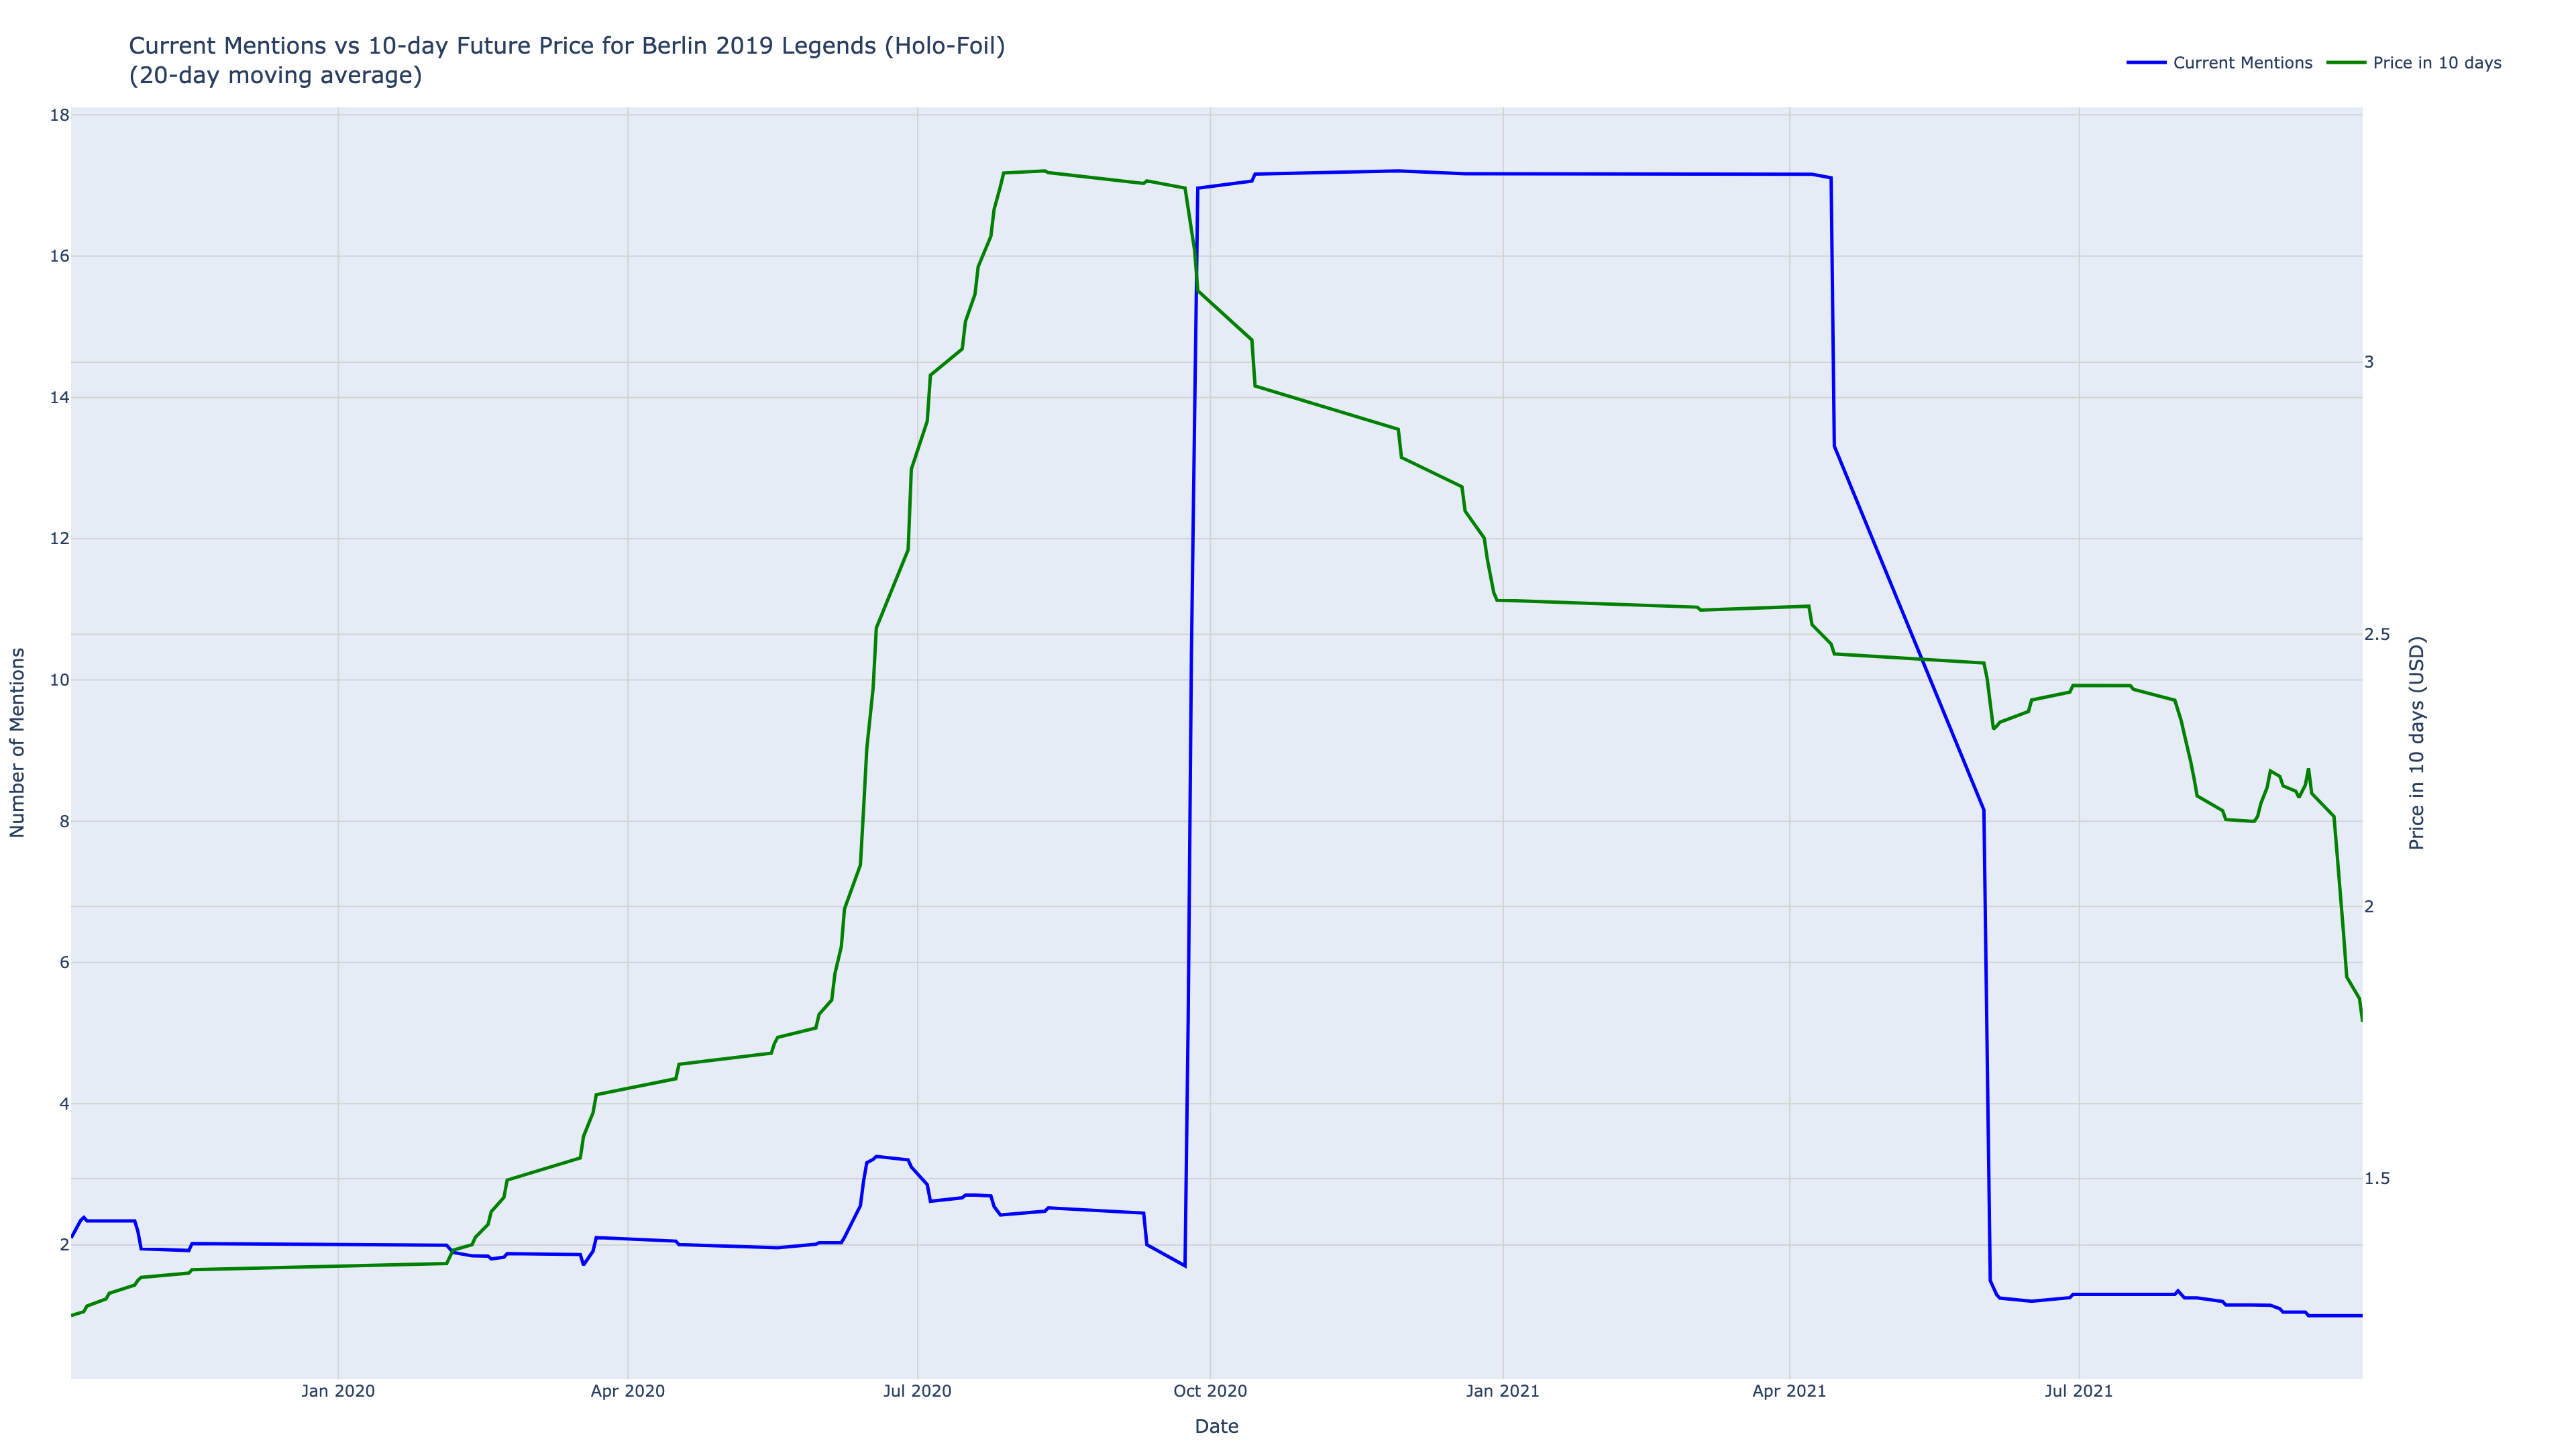 Current Mentions vs 10-day Future Price for Berlin 2019 Legends (Holo-Foil)
(20-day moving average)
Current Mentions
Price in 10 days
18
16
14
12
10
8
6
4
2
Number of Mentions
3
2.5
2
1.5
Price in 10 days (USD)
Jan 2020
Apr 2020
Jul 2020
Oct 2020
Jan 2021
Apr 2021
Jul 2021
Date